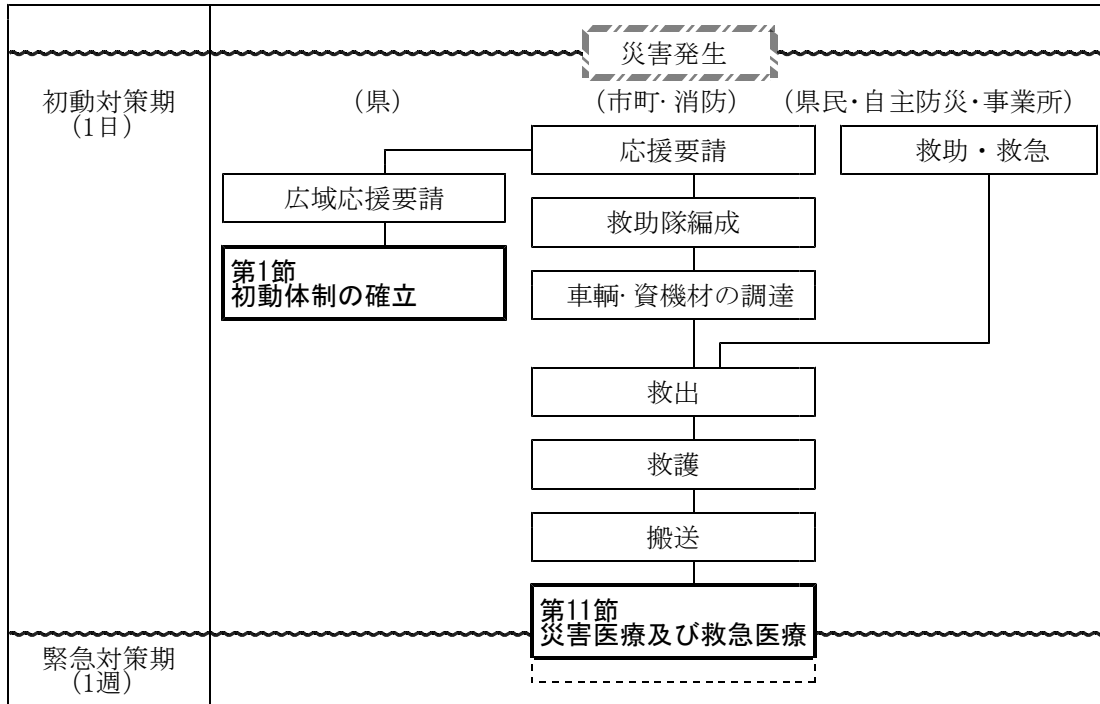 災害発生
初動対策期
(1日)
(県)
(市町・消防)
(県民・自主防災・事業所)
応援要請
救助・救急
広域応援要請
救助隊編成
第1節
初動体制の確立
車輌・資機材の調達
救出
救護
搬送
第11節
災害医療及び救急医療
緊急対策期
(1週)